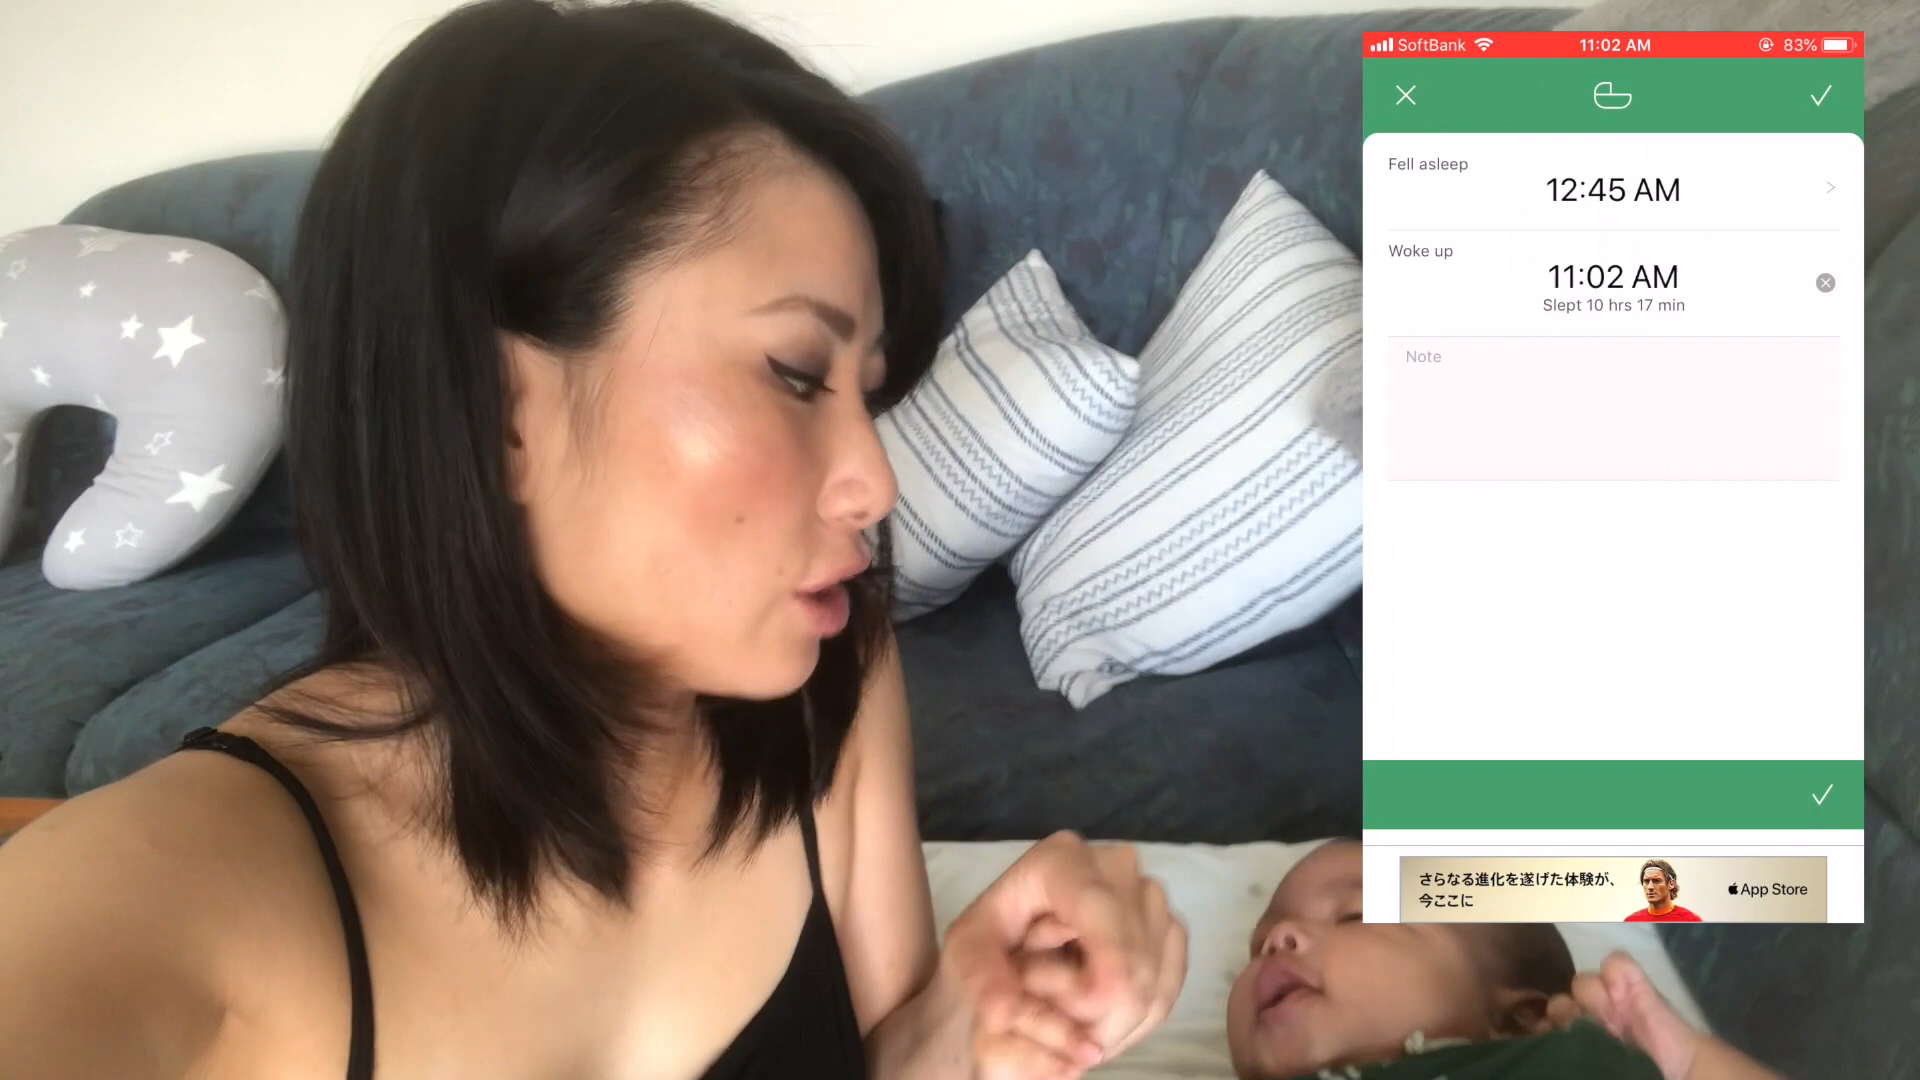 SoftBank 11:02 AM 83%
Fell asleep
12:45 AM
Woke up
11:02 AM
Slept 10 hrs 17 min
Note
さらなる進化を遂げた体験が、
今ここに
App Store